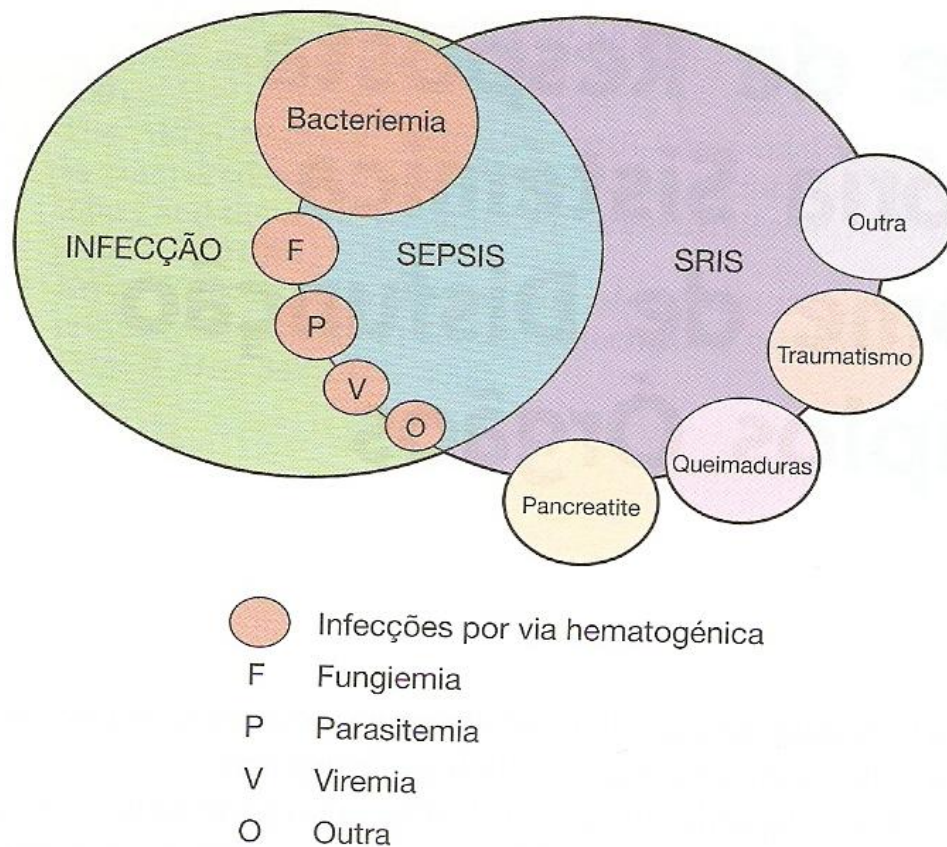 Bacteriemia
INFECÇÃO
F
SEPSIS
SRIS
Outra
P
Traumatismo
V
O
Queimaduras
Pancreatite
Infecções por via hematogénica
F Fungiemia
P Parasitemia
V Viremia
O Outra